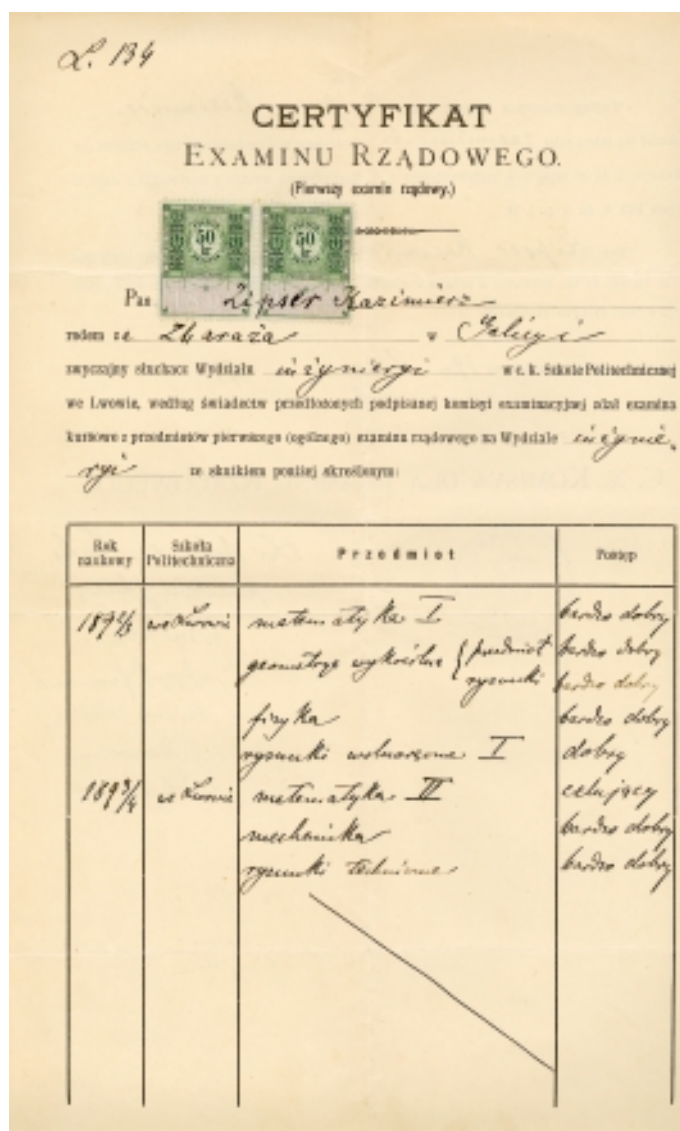 L. 134
CERTYFIKAT
EXAMINU RZĄDOWEGO.
(Pierwszy examin rządowy.)
50 50
Pan Zipser Kazimierz
rodem ze Zbaraża w Galicyi
zwyczajny słuchacz Wydziału inżynieryi w c. k. Szkole Politechnicznej
we Lwowie, według świadectw przedłożonych podpisanej komisyi examinacyjnej zdał examina
kursowe z przedmiotów pierwszego (ogólnego) examinu rządowego na Wydziale inżynie-
ryi ze skutkiem poniżej określonym:
Rok naukowy Szkoła Politechniczna Przedmiot Postęp
1892/3 we Lwowie matematyka I bardzo dobry
geometrya wykreślna { przedmiot bardzo dobry
rysunki bardzo dobry
fizyka bardzo dobry
rysunki wolnoręczne I dobry
1893/4 we Lwowie matematyka II celujący
mechanika bardzo dobry
rysunki techniczne bardzo dobry